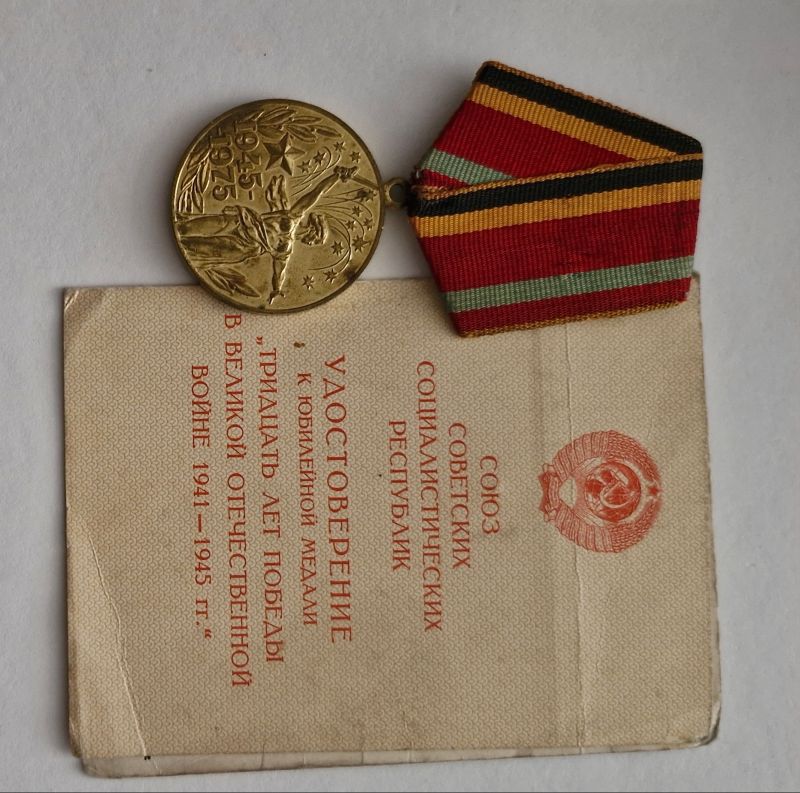 1945-
1975
СОЮЗ
СОВЕТСКИХ
СОЦИАЛИСТИЧЕСКИХ
РЕСПУБЛИК
УДОСТОВЕРЕНИЕ
К ЮБИЛЕЙНОЙ МЕДАЛИ
„ТРИДЦАТЬ ЛЕТ ПОБЕДЫ
В ВЕЛИКОЙ ОТЕЧЕСТВЕННОЙ
ВОЙНЕ 1941—1945 гг.“